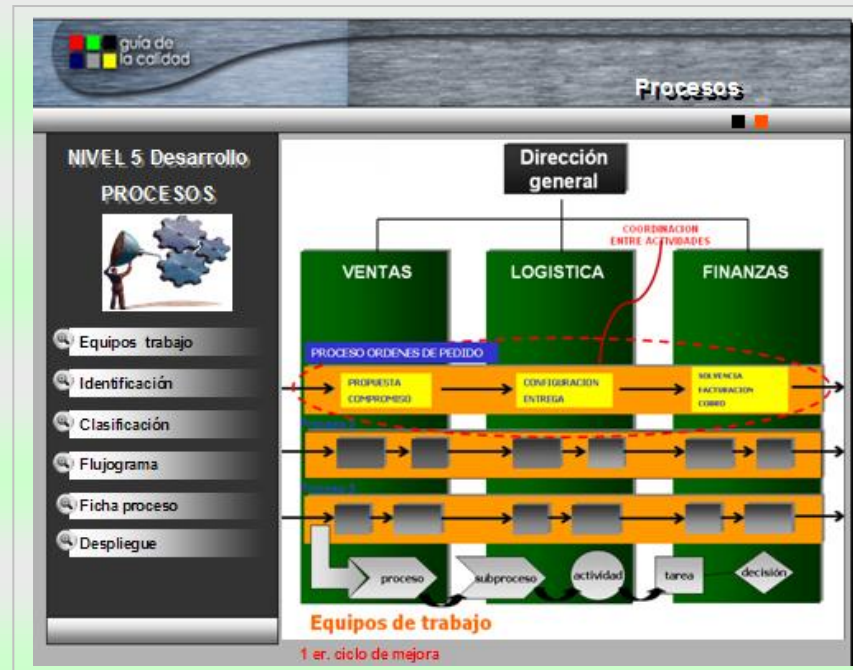 guía de
la calidad
Procesos
NIVEL 5 Desarrollo
PROCESOS
Equipos trabajo
Identificación
Clasificación
Flujograma
Ficha proceso
Despliegue
Dirección
general
COORDINACION
ENTRE ACTIVIDADES
VENTAS
LOGISTICA
FINANZAS
PROCESO ORDENES DE PEDIDO
PROPUESTA
COMPROMISO
CONFIGURACION
ENTREGA
SOLVENCIA
FACTURACION
COBRO
proceso
subproceso
actividad
tarea
decisión
Equipos de trabajo
1 er. ciclo de mejora